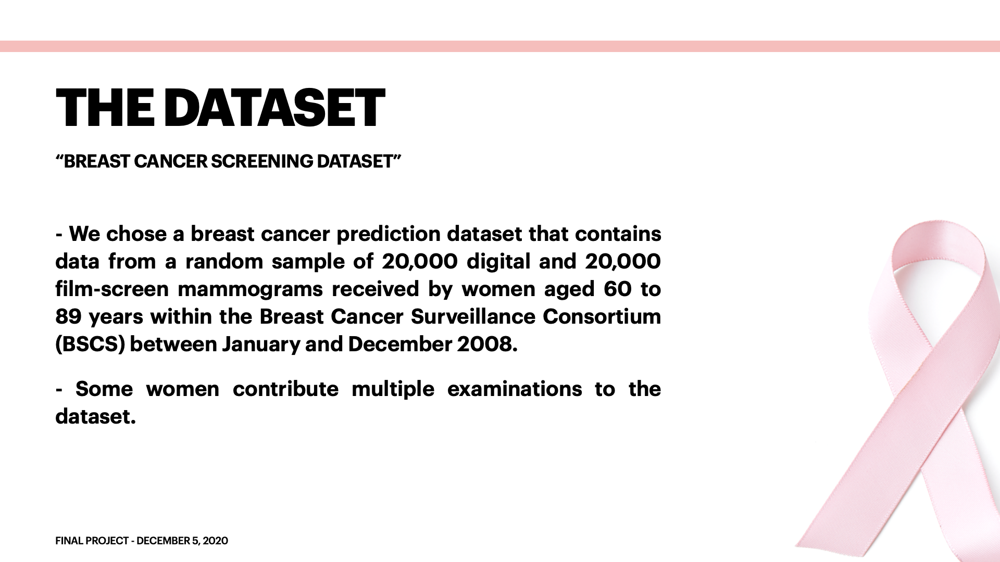 THE DATASET
“BREAST CANCER SCREENING DATASET”
- We chose a breast cancer prediction dataset that contains
data from a random sample of 20,000 digital and 20,000
film-screen mammograms received by women aged 60 to
89 years within the Breast Cancer Surveillance Consortium
(BSCS) between January and December 2008.
- Some women contribute multiple examinations to the
dataset.
FINAL PROJECT - DECEMBER 5, 2020